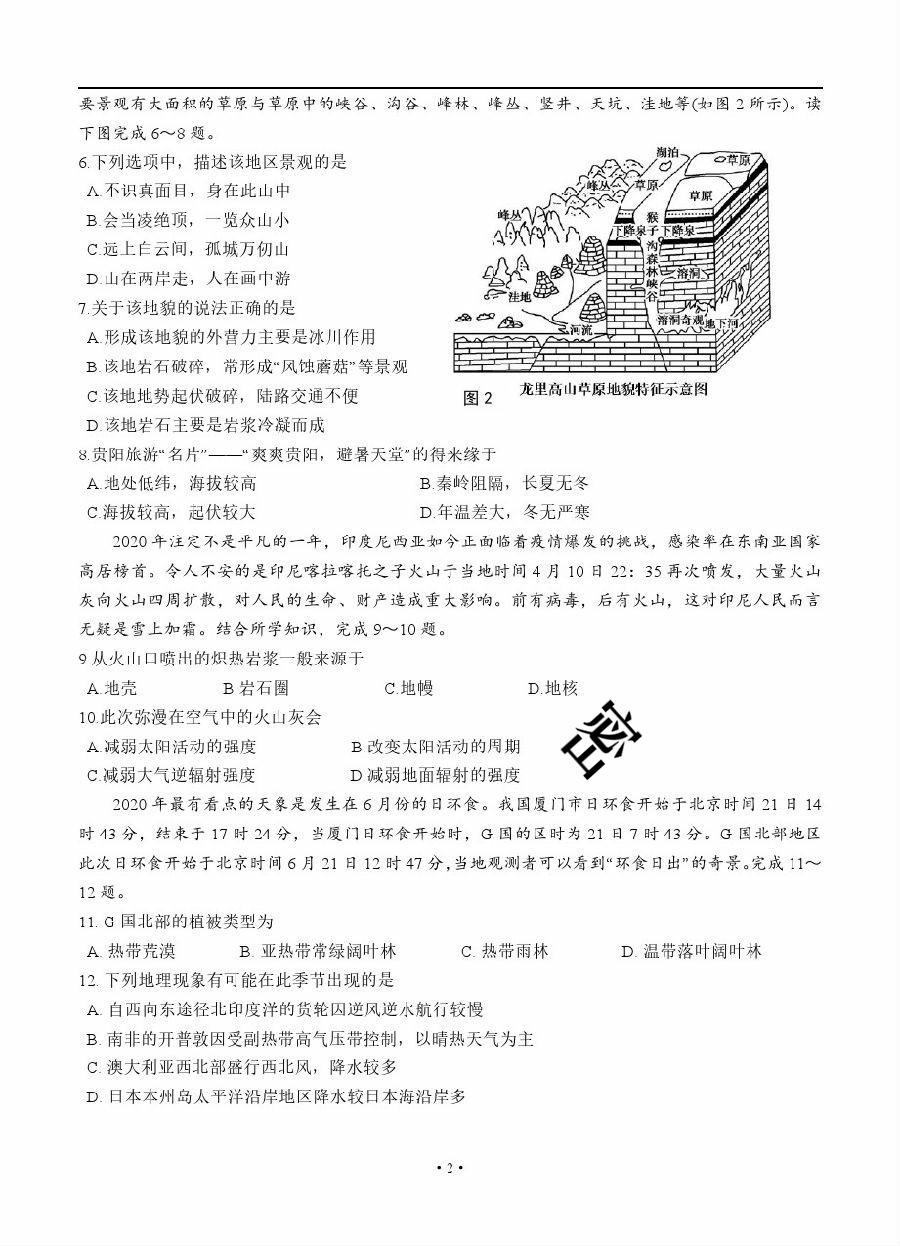 要景观有大面积的草原与草原中的峡谷、沟谷、峰林、峰丛、竖井、天坑、洼地等(如图 2 所示)。读
下图完成 6～8 题。
6.下列选项中，描述该地区景观的是
A.不识真面目，身在此山中
B.会当凌绝顶，一览众山小
C.远上白云间，孤城万仞山
D.山在两岸走，人在画中游
7.关于该地貌的说法正确的是
A.形成该地貌的外营力主要是冰川作用
B.该地岩石破碎，常形成“风蚀蘑菇”等景观
C.该地地势起伏破碎，陆路交通不便
D.该地岩石主要是岩浆冷凝而成
湖泊
草原
峰丛
草原
草原
峰丛
猴子沟森林峡谷
下降泉
下降泉
溶洞
洼地
溶洞奇观
地下河
河流
图 2
龙里高山草原地貌特征示意图
8.贵阳旅游“名片”——“爽爽贵阳，避暑天堂”的得来缘于
A.地处低纬，海拔较高 B.秦岭阻隔，长夏无冬
C.海拔较高，起伏较大 D.年温差大，冬无严寒
2020 年注定不是平凡的一年，印度尼西亚如今正面临着疫情爆发的挑战，感染率在东南亚国家
高居榜首。令人不安的是印尼喀拉喀托之子火山于当地时间 4 月 10 日 22：35 再次喷发，大量火山
灰向火山四周扩散，对人民的生命、财产造成重大影响。前有病毒，后有火山，这对印尼人民而言
无疑是雪上加霜。结合所学知识，完成 9～10 题。
9 从火山口喷出的炽热岩浆一般来源于
A.地壳 B 岩石圈 C.地幔 D.地核
10.此次弥漫在空气中的火山灰会
A.减弱太阳活动的强度 B 改变太阳活动的周期
C.减弱大气逆辐射强度 D 减弱地面辐射的强度
密
2020 年最有看点的天象是发生在 6 月份的日环食。我国厦门市日环食开始于北京时间 21 日 14
时 43 分，结束于 17 时 24 分，当厦门日环食开始时，G 国的区时为 21 日 7 时 43 分。G 国北部地区
此次日环食开始于北京时间 6 月 21 日 12 时 47 分,当地观测者可以看到“环食日出”的奇景。完成 11～
12 题。
11. G 国北部的植被类型为
A. 热带荒漠 B. 亚热带常绿阔叶林 C. 热带雨林 D. 温带落叶阔叶林
12. 下列地理现象有可能在此季节出现的是
A. 自西向东途径北印度洋的货轮因逆风逆水航行较慢
B. 南非的开普敦因受副热带高气压带控制，以晴热天气为主
C. 澳大利亚西北部盛行西北风，降水较多
D. 日本本州岛太平洋沿岸地区降水较日本海沿岸多
• 2 •